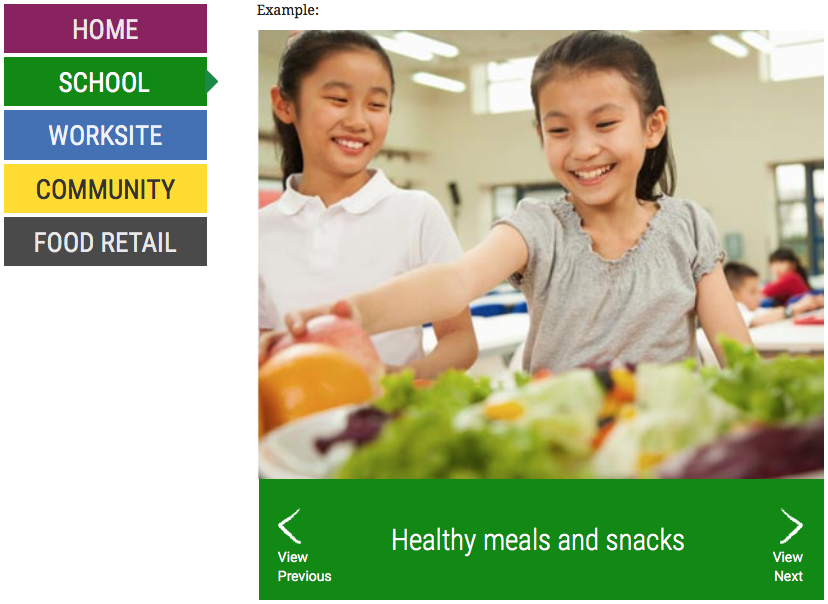 HOME
SCHOOL
WORKSITE
COMMUNITY
FOOD RETAIL
Example:
Healthy meals and snacks
View
Previous
View
Next